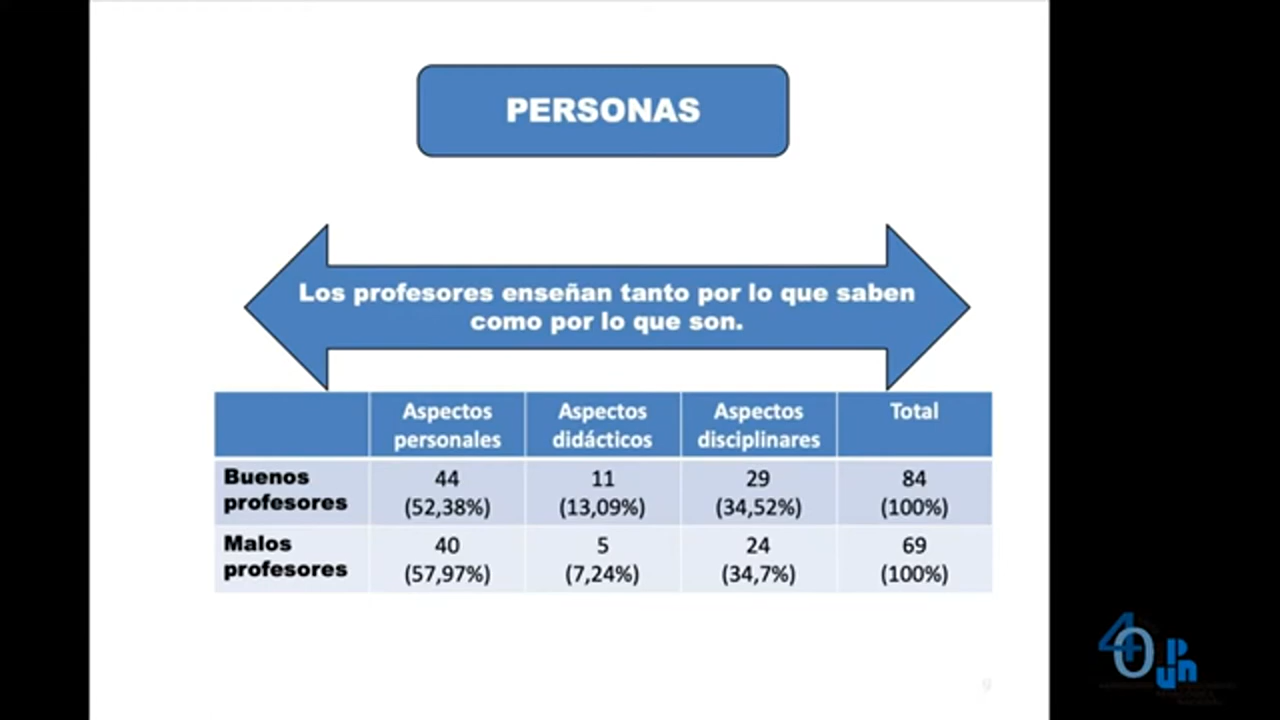 PERSONAS
Los profesores enseñan tanto por lo que saben
como por lo que son.
Aspectos personales Aspectos didácticos Aspectos disciplinares Total
Buenos profesores 44 (52,38%) 11 (13,09%) 29 (34,52%) 84 (100%)
Malos profesores 40 (57,97%) 5 (7,24%) 24 (34,7%) 69 (100%)
9
40 upn